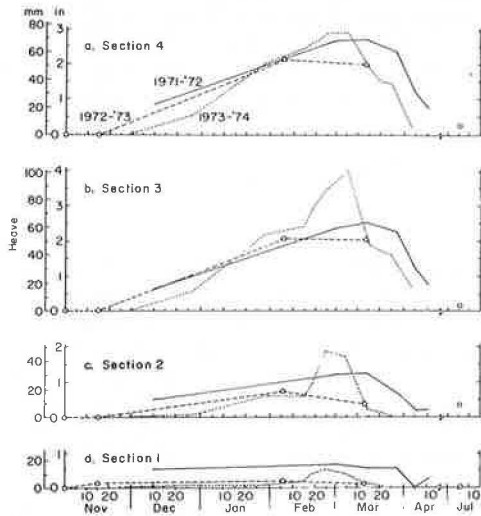 mm in
80 3
60 2
40
20 1
0 0
a. Section 4
1971-'72
1972-'73
1973-'74
100 4
80 3
60 2
40
20 1
0 0
b. Section 3
Heave
2
40
20 1
0 0
c. Section 2
1
20
0 0
d. Section 1
10 20 10 20 10 20 10 20 10 20 10 10
Nov Dec Jan Feb Mar Apr Jul